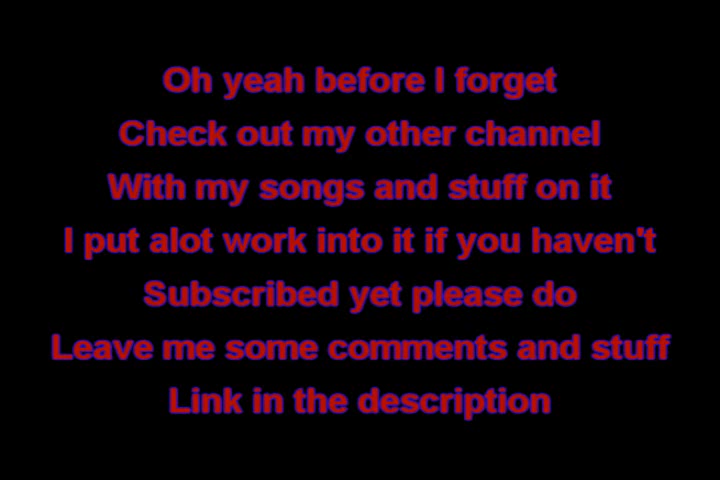 Oh yeah before I forget
Check out my other channel
With my songs and stuff on it
I put alot work into it if you haven't
Subscribed yet please do
Leave me some comments and stuff
Link in the description